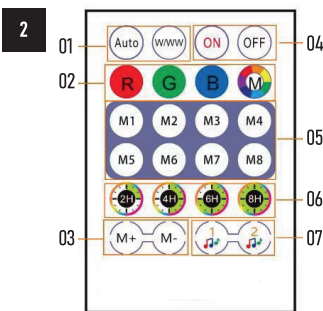 2
01 Auto W/WW ON OFF 04
02 R G B M
M1 M2 M3 M4
05
M5 M6 M7 M8
2H 4H 6H 8H 06
03 M+ M- 1 2 07